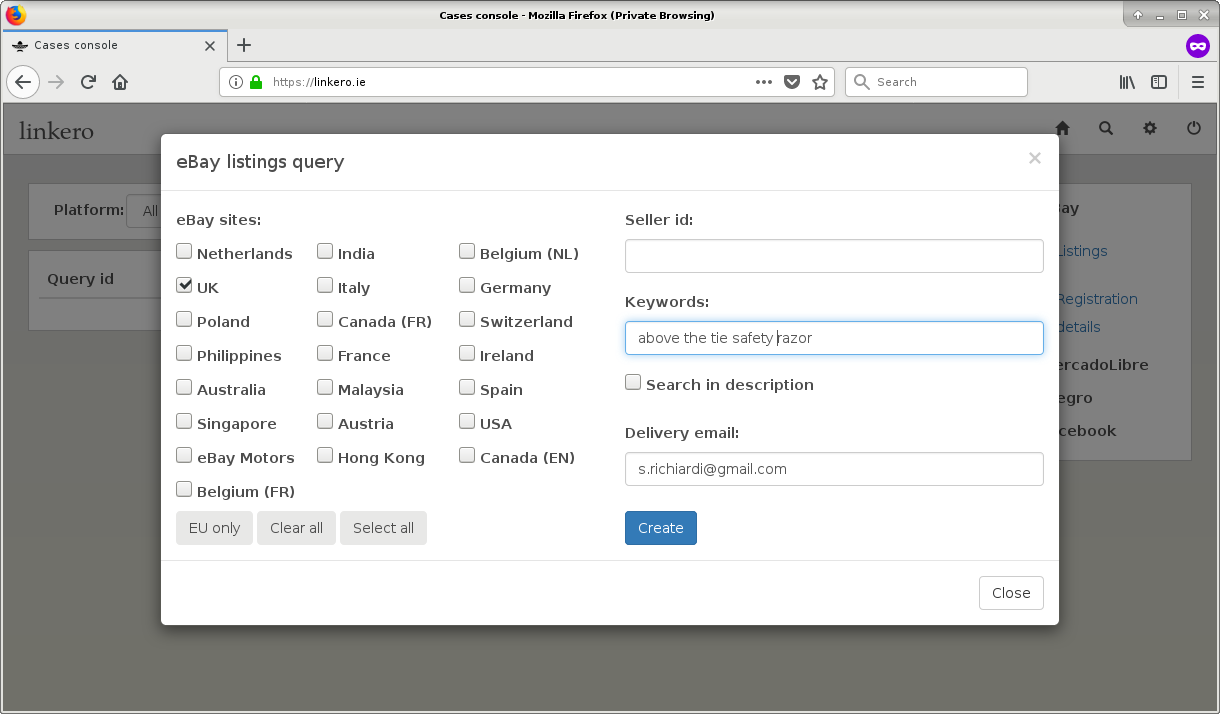 Cases console - Mozilla Firefox (Private Browsing)
Cases console
https://linkero.ie
Search
linkero
eBay listings query
Platform:
All
Query id
eBay sites:
Netherlands India Belgium (NL)
UK Italy Germany
Poland Canada (FR) Switzerland
Philippines France Ireland
Australia Malaysia Spain
Singapore Austria USA
eBay Motors Hong Kong Canada (EN)
Belgium (FR)
EU only Clear all Select all
Seller id:
Keywords:
above the tie safety razor
Search in description
Delivery email:
s.richiardi@gmail.com
Create
Close
ay
Listings
Registration
details
ercadoLibre
egro
cebook